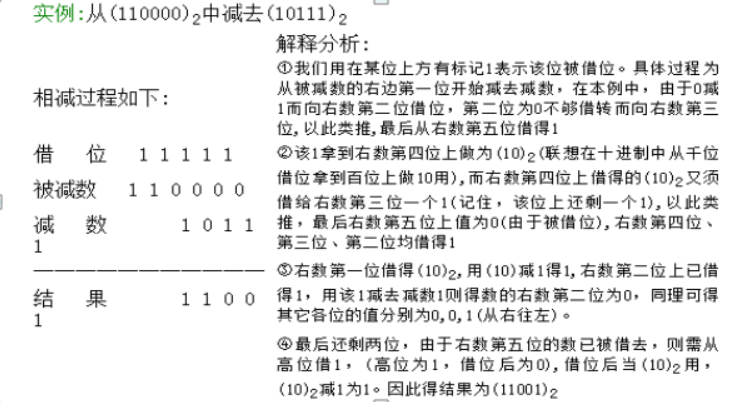 实例:从(110000)₂中减去(10111)₂
解释分析:
相减过程如下:
借 位 1 1 1 1 1
被减数 1 1 0 0 0 0
减 数 1 0 1 1
1
———————————————
结 果 1 1 0 0
1
①我们用在某位上方有标记1表示该位被借位。具体过程为
从被减数的右边第一位开始减去减数，在本例中，由于0减
1而向右数第二位借位，第二位为0不够借转而向右数第三
位,以此类推,最后从右数第五位借得1
②该1拿到右数第四位上做为(10)₂(联想在十进制中从千位
借位拿到百位上做10用),而右数第四位上借得的(10)₂又须
借给右数第三位一个1(记住，该位上还剩一个1),以此类
推，最后右数第五位上值为0(由于被借位),右数第四位、
第三位、第二位均借得1
③右数第一位借得(10)₂,用(10)减1得1,右数第二位上已借
得1，用该1减去减数1则得数的右数第二位为0，同理可得
其它各位的值分别为0,0,1(从右往左)。
④最后还剩两位，由于右数第五位的数已被借去，则需从
高位借1，(高位为1，借位后为0),借位后当(10)₂用，
(10)₂减1为1。因此得结果为(11001)₂